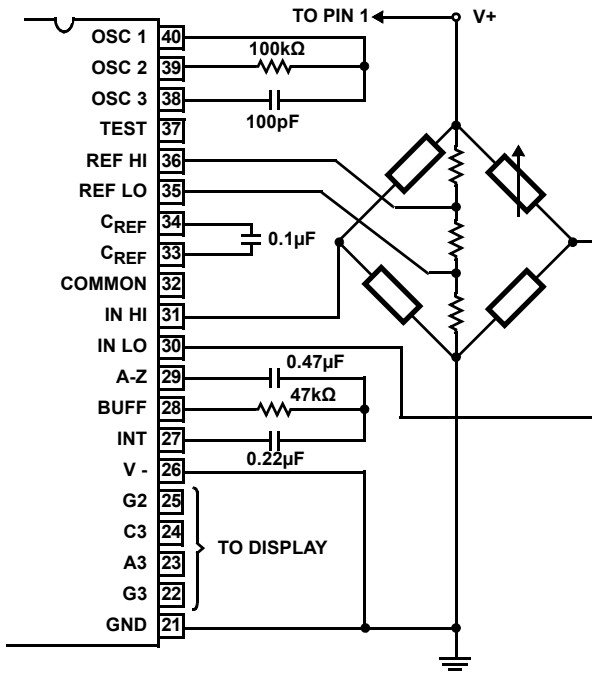 TO PIN 1 V+
OSC 1 40
100kΩ
OSC 2 39
OSC 3 38
100pF
TEST 37
REF HI 36
REF LO 35
CREF 34
0.1µF
CREF 33
COMMON 32
IN HI 31
IN LO 30
0.47µF
A-Z 29
47kΩ
BUFF 28
INT 27
0.22µF
V - 26
G2 25
C3 24
TO DISPLAY
A3 23
G3 22
GND 21